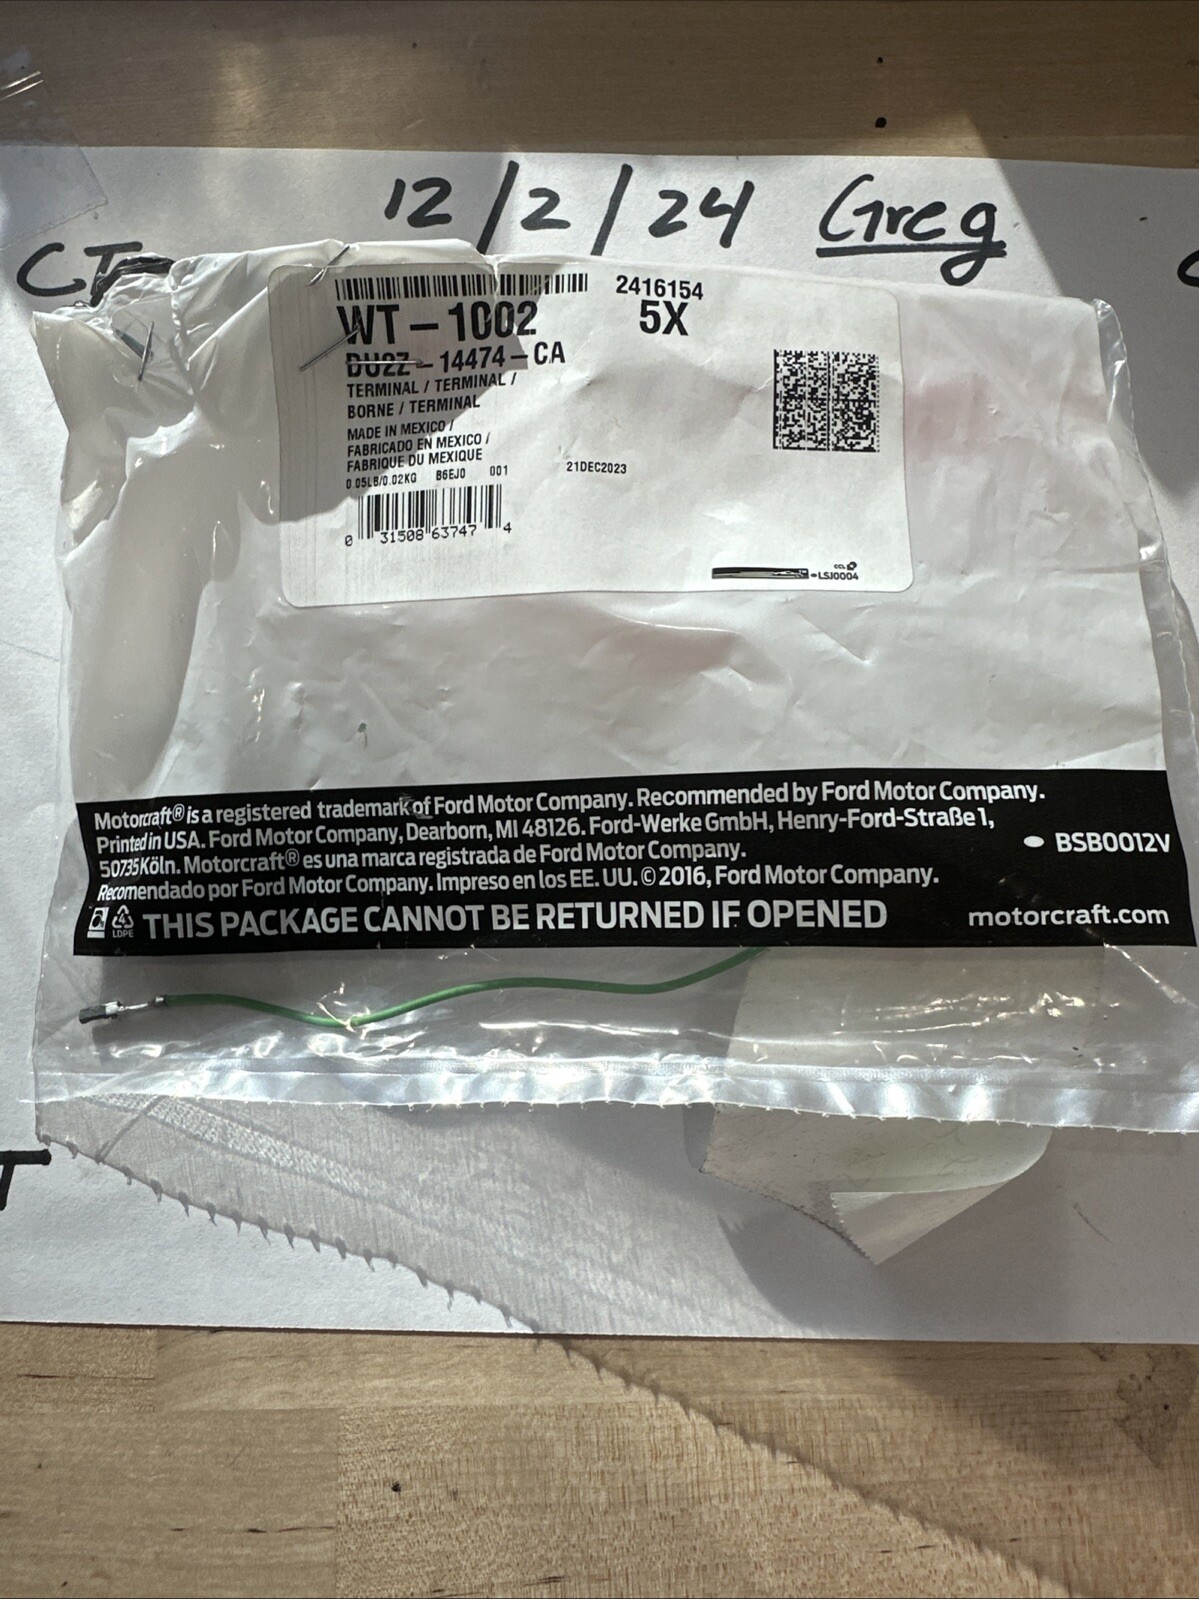 12/2/24 Greg
CT
2416154
WT-1002
5X
DU2Z-14474-CA
TERMINAL / TERMINAL /
BORNE / TERMINAL
MADE IN MEXICO /
FABRICADO EN MEXICO /
FABRIQUE DU MEXIQUE
0.05LB/0.02KG B6EJ0 001 21DEC2023
0 31508 63747 4
CCL
-LSJ0004
Motorcraft® is a registered trademark of Ford Motor Company. Recommended by Ford Motor Company.
Printed in USA. Ford Motor Company, Dearborn, MI 48126. Ford-Werke GmbH, Henry-Ford-Straße 1,
50735 Köln. Motorcraft® es una marca registrada de Ford Motor Company.
Recomendado por Ford Motor Company. Impreso en los EE. UU. © 2016, Ford Motor Company.
BSB0012V
4
LDPE
THIS PACKAGE CANNOT BE RETURNED IF OPENED
motorcraft.com
T